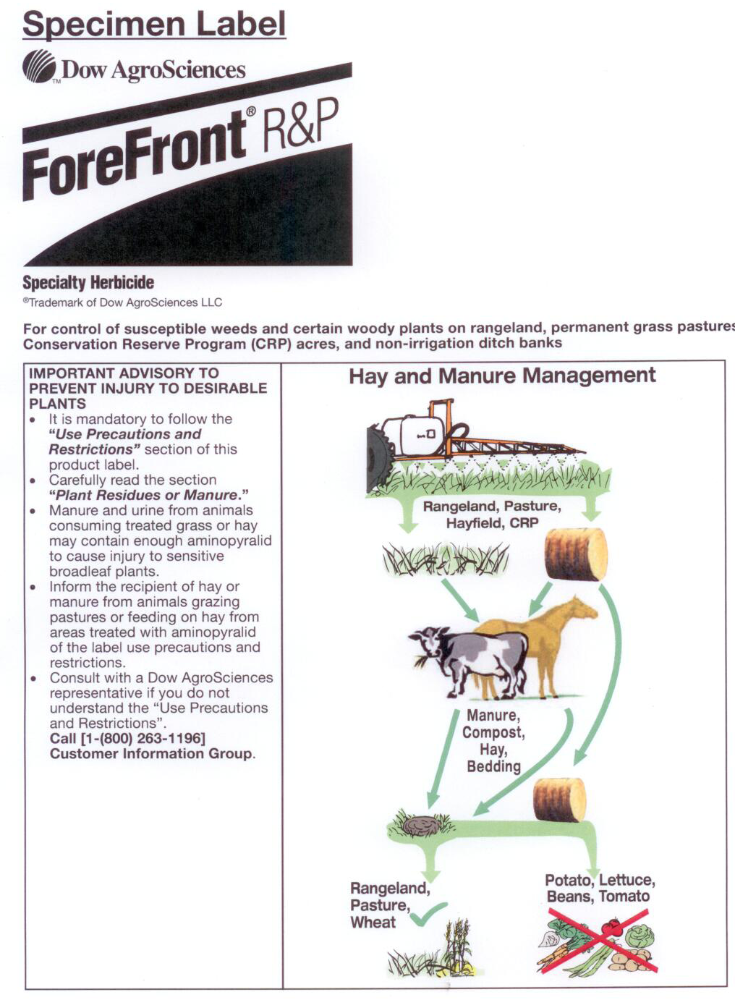 Specimen Label
Dow AgroSciences
TM
ForeFront® R&P
Specialty Herbicide
®Trademark of Dow AgroSciences LLC
For control of susceptible weeds and certain woody plants on rangeland, permanent grass pastures
Conservation Reserve Program (CRP) acres, and non-irrigation ditch banks
IMPORTANT ADVISORY TO
PREVENT INJURY TO DESIRABLE
PLANTS
• It is mandatory to follow the
“Use Precautions and
Restrictions” section of this
product label.
• Carefully read the section
“Plant Residues or Manure.”
• Manure and urine from animals
consuming treated grass or hay
may contain enough aminopyralid
to cause injury to sensitive
broadleaf plants.
• Inform the recipient of hay or
manure from animals grazing
pastures or feeding on hay from
areas treated with aminopyralid
of the label use precautions and
restrictions.
• Consult with a Dow AgroSciences
representative if you do not
understand the “Use Precautions
and Restrictions”.
Call [1-(800) 263-1196]
Customer Information Group.
Hay and Manure Management
Rangeland, Pasture,
Hayfield, CRP
Manure,
Compost,
Hay,
Bedding
Rangeland,
Pasture,
Wheat
Potato, Lettuce,
Beans, Tomato